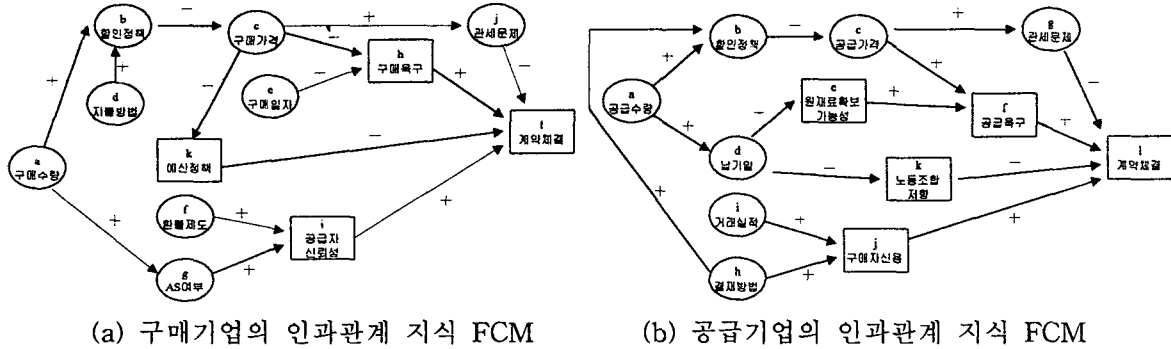 b
할인정책
c
구매가격
j
관세문제
h
구매욕구
d
지불방법
e
구매일자
l
계약체결
a
구매수량
k
예산정책
f
환불제도
i
공급자
신뢰성
g
AS여부
+
+
-
+
-
-
-
+
-
-
+
+
+
+
(a) 구매기업의 인과관계 지식 FCM
b
할인정책
c
공급가격
g
관세문제
a
공급수량
e
원재료확보
가능성
f
공급욕구
d
납기일
k
노동조합
저항
l
계약체결
i
거래실적
j
구매자신용
h
결재방법
+
-
+
+
-
+
+
-
+
-
-
-
+
+
+
+
(b) 공급기업의 인과관계 지식 FCM